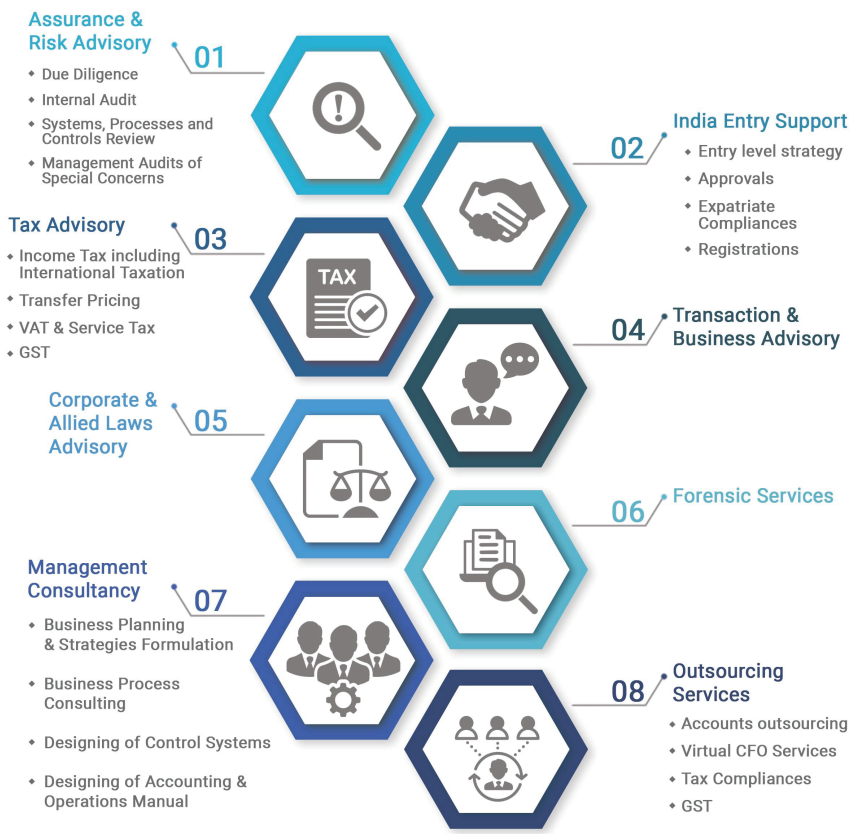 Assurance &
Risk Advisory
01
Due Diligence
Internal Audit
Systems, Processes and
Controls Review
Management Audits of
Special Concerns
India Entry Support
02
Entry level strategy
Approvals
Expatriate
Compliances
Registrations
Tax Advisory
03
Income Tax including
International Taxation
Transfer Pricing
VAT & Service Tax
GST
TAX
Transaction &
Business Advisory
04
Corporate &
Allied Laws
Advisory
05
Forensic Services
06
Management
Consultancy
07
Business Planning
& Strategies Formulation
Business Process
Consulting
Designing of Control Systems
Designing of Accounting &
Operations Manual
Outsourcing
Services
08
Accounts outsourcing
Virtual CFO Services
Tax Compliances
GST